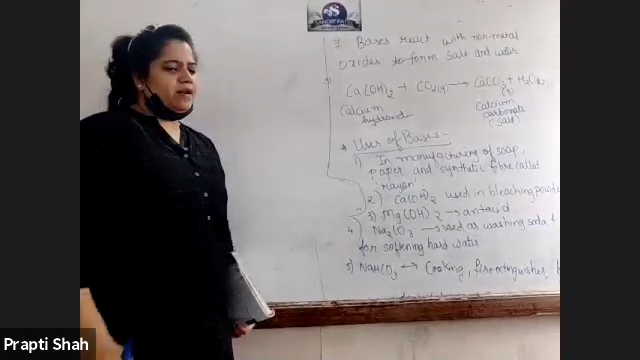 SANDIP PATEL
7 Bases react with non-metal
oxides to form salt and water
Ca(OH)2 + CO2(g) → CaCO3 + H2O(l)
(s)
Calcium
hydroxide
Calcium
carbonate
(Salt)
* Uses of Bases:-
1) In manufacturing of soap,
paper and synthetic fibre called
'rayon'
2) Ca(OH)2 used in bleaching powder
3) Mg(OH)2 → antacid
4) Na2CO3 → used as washing soda &
for softening hard water
5) NaHCO3 → Cooking, fire extinguisher,
Prapti Shah